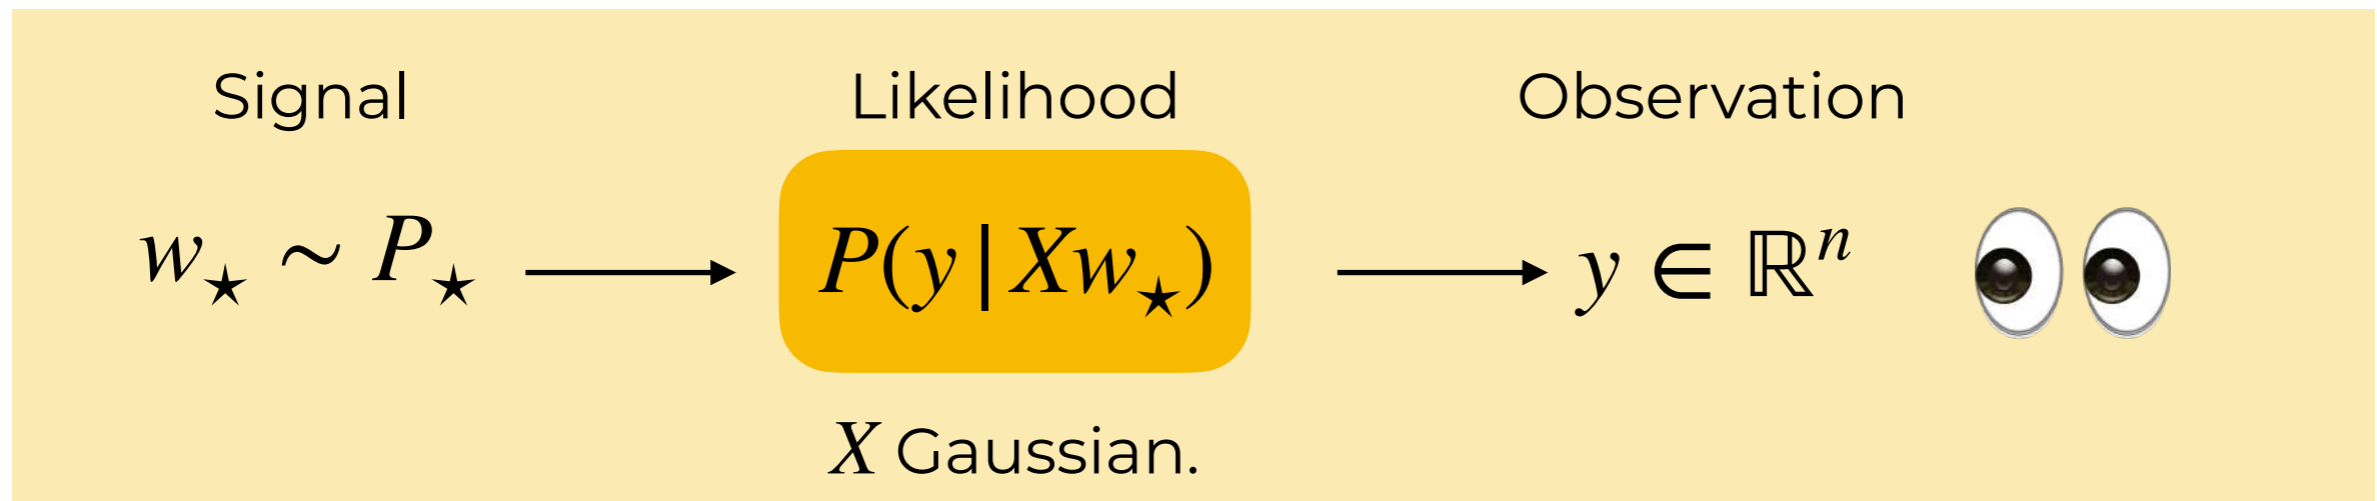 Signal Likelihood Observation
w⋆ ∼ P⋆ → P(y | Xw⋆) → y ∈ ℝⁿ
X Gaussian.